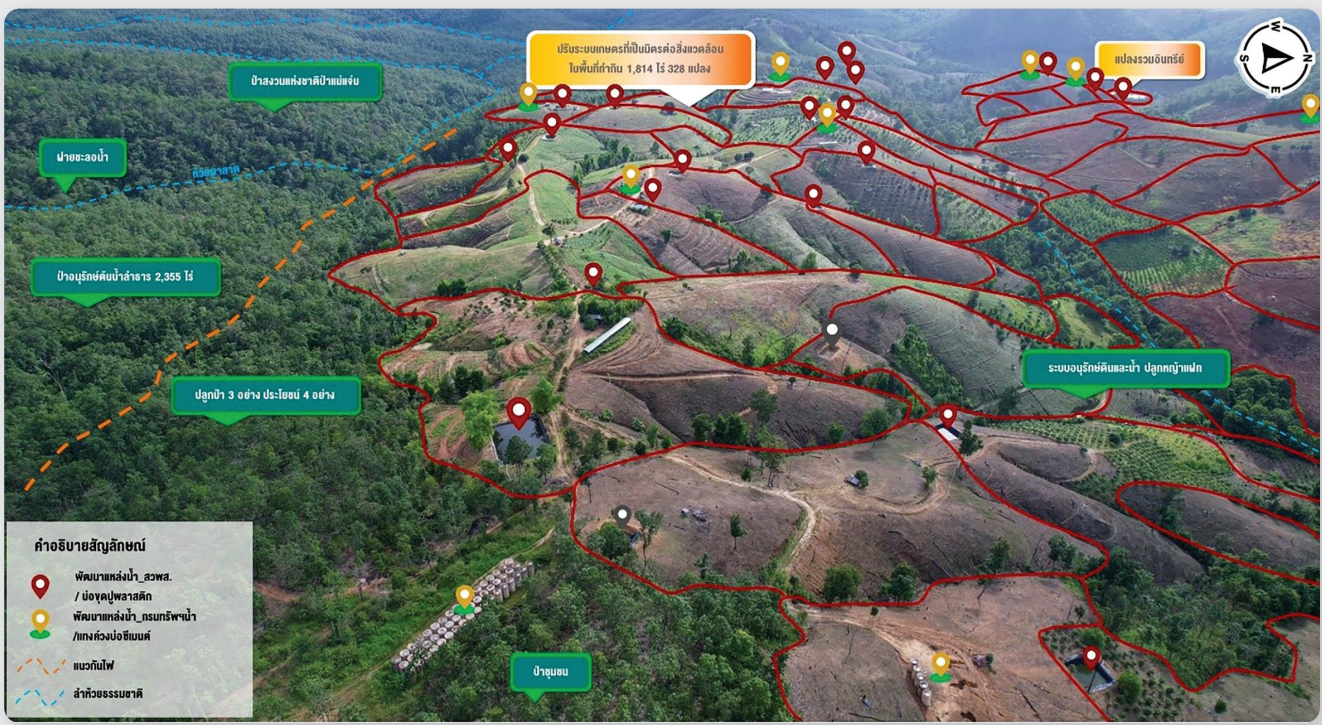 ปรับระบบเกษตรที่เป็นมิตรต่อสิ่งแวดล้อม
ในพื้นที่ทำกิน 1,814 ไร่ 328 แปลง
แปลงรวมอินทรีย์
W
N
S
E
ป่าสงวนแห่งชาติป่าแม่แจ่ม
ฝายชะลอน้ำ
ป่าอนุรักษ์ต้นน้ำลำธาร 2,355 ไร่
ปลูกป่า 3 อย่าง ประโยชน์ 4 อย่าง
ระบบอนุรักษ์ดินและน้ำ ปลูกหญ้าแฝก
ป่าชุมชน
คำอธิบายสัญลักษณ์
พัฒนาแหล่งน้ำ_สวพส.
/ บ่อขุดปูพลาสติก
พัฒนาแหล่งน้ำ_กรมทรัพฯน้ำ
/แทงค์วงบ่อซีเมนต์
แนวกันไฟ
ลำห้วยธรรมชาติ